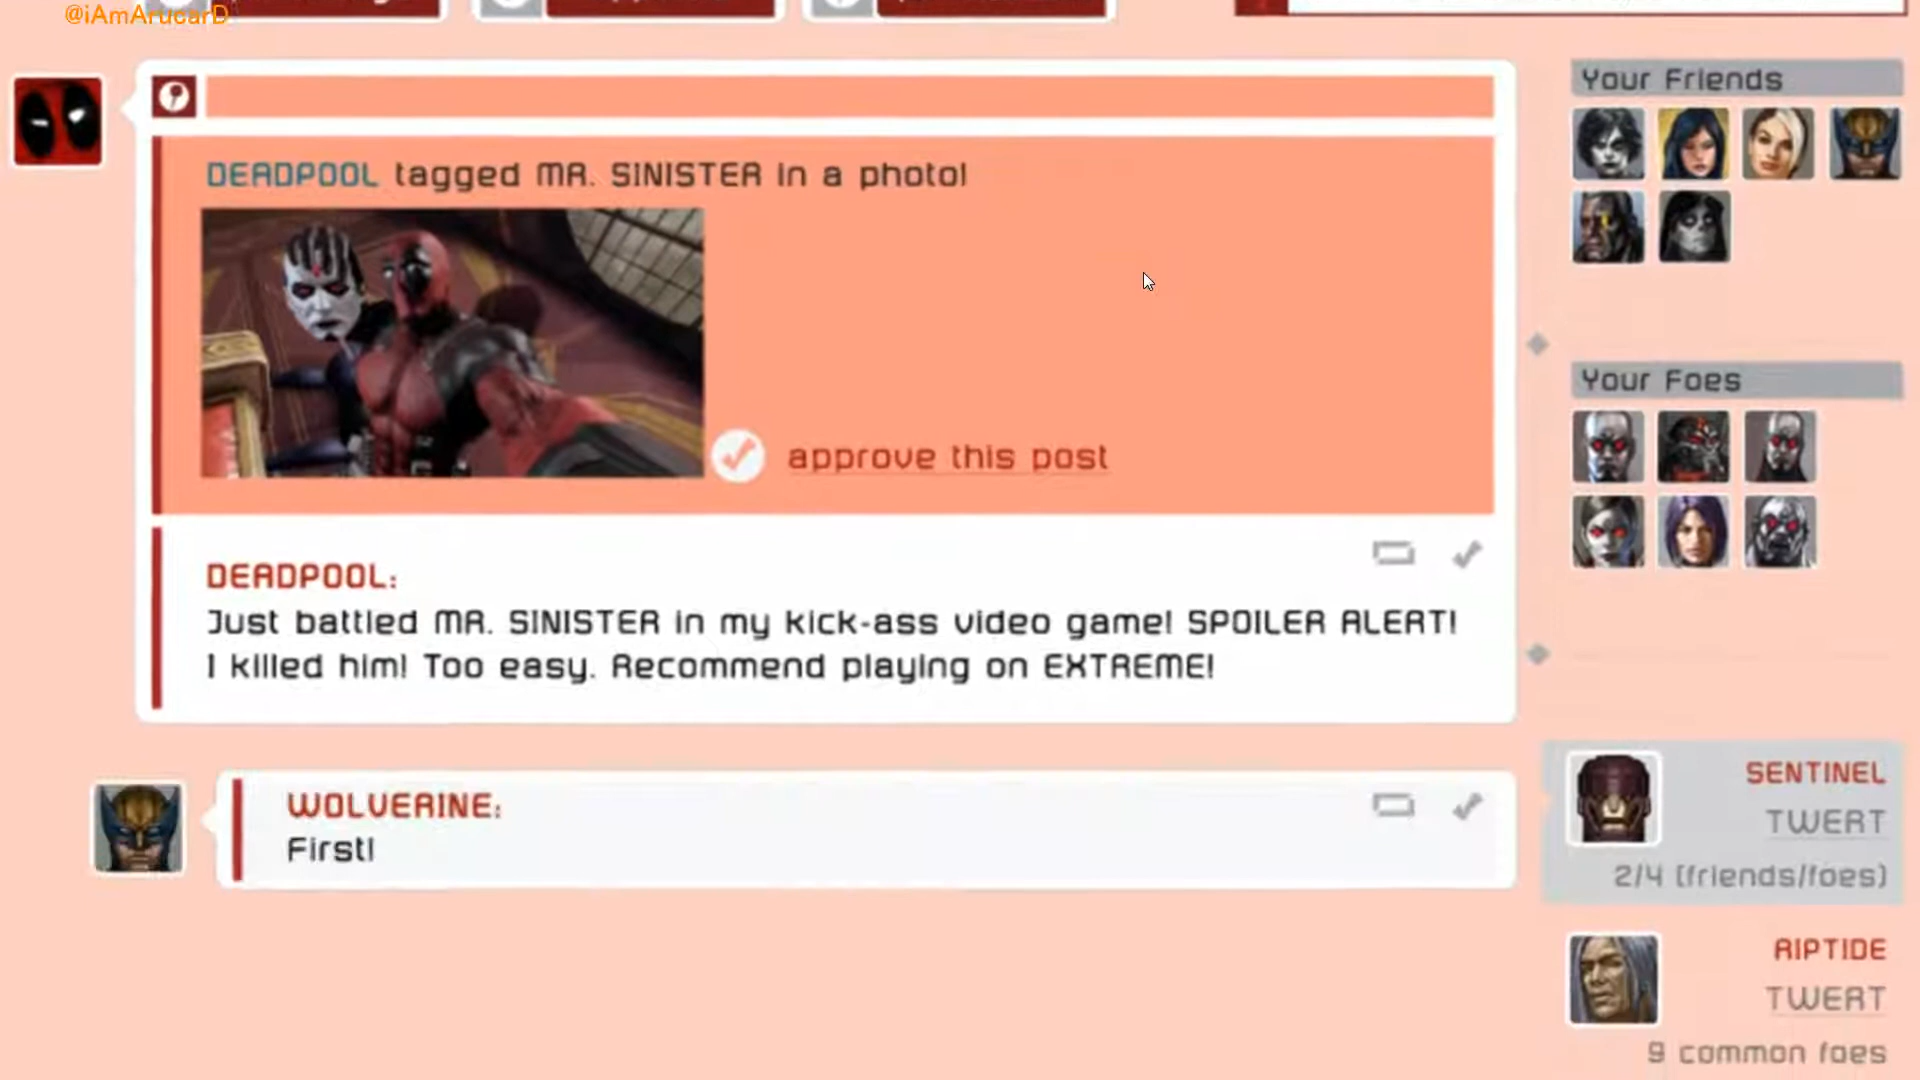 @iAmArucarD
DEADPOOL tagged MR. SINISTER in a photo!
approve this post
DEADPOOL:
Just battled MR. SINISTER in my kick-ass video game! SPOILER ALERT!
I killed him! Too easy. Recommend playing on EXTREME!
WOLVERINE:
First!
Your Friends
Your Foes
SENTINEL
TWERT
2/4 (friends/foes)
RIPTIDE
TWERT
9 common foes